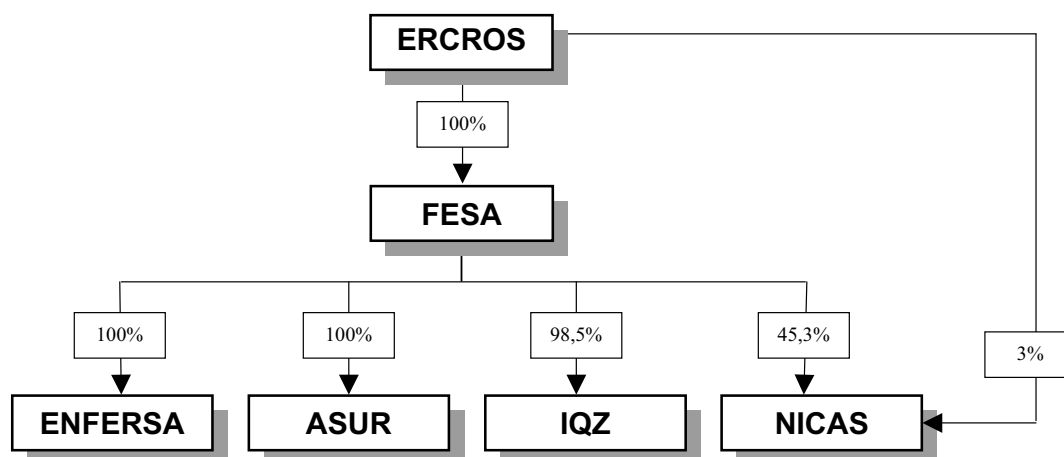 ERCROS
100%
FESA
100%
100%
98,5%
45,3%
3%
ENFERSA
ASUR
IQZ
NICAS